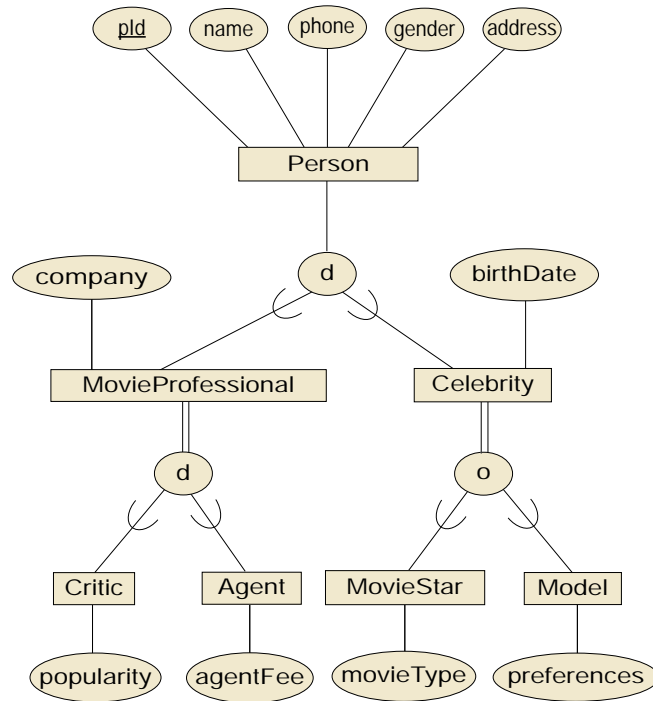 pId
name
phone
gender
address
Person
d
company
birthDate
MovieProfessional
Celebrity
d
o
Critic
Agent
MovieStar
Model
popularity
agentFee
movieType
preferences